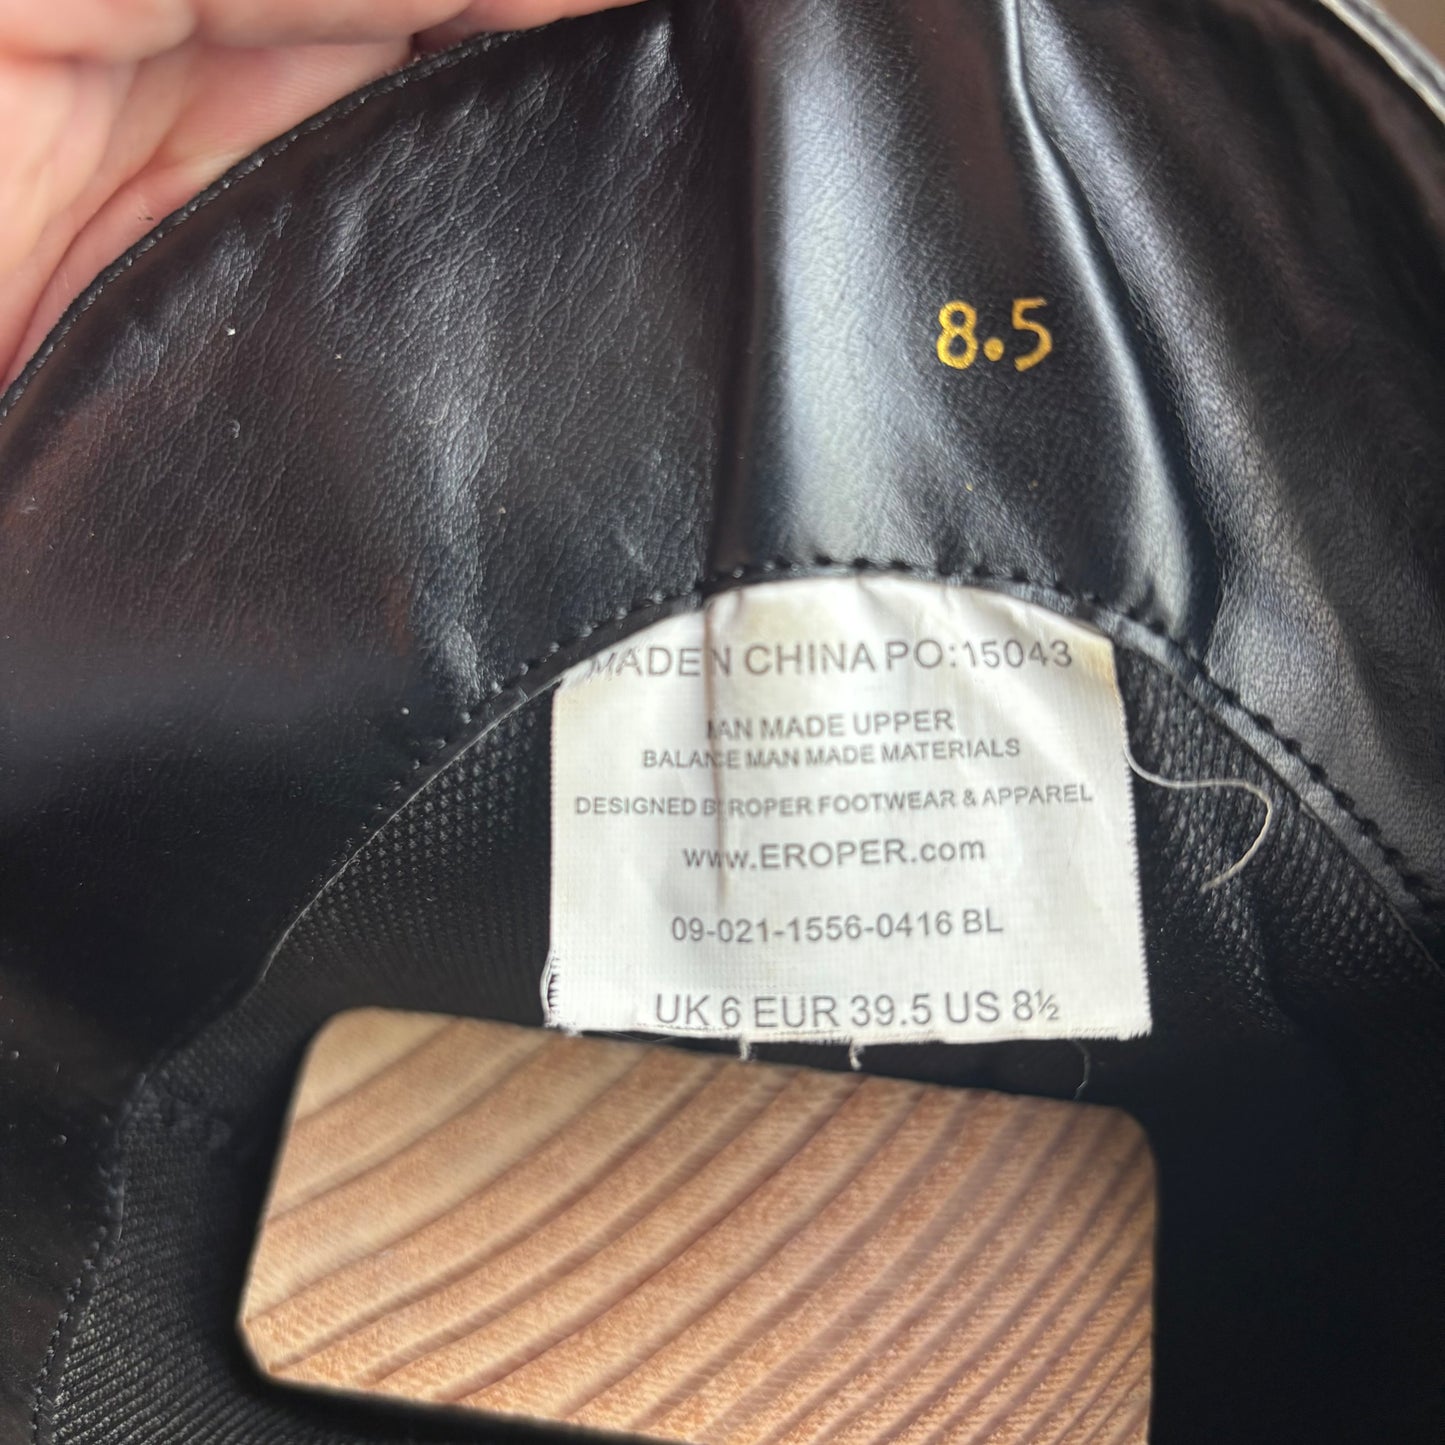 8.5
MADE N CHINA PO:15043
MAN MADE UPPER
BALANCE MAN MADE MATERIALS
DESIGNED BY ROPER FOOTWEAR & APPAREL
www.EROPER.com
09-021-1556-0416 BL
UK 6 EUR 39.5 US 8½